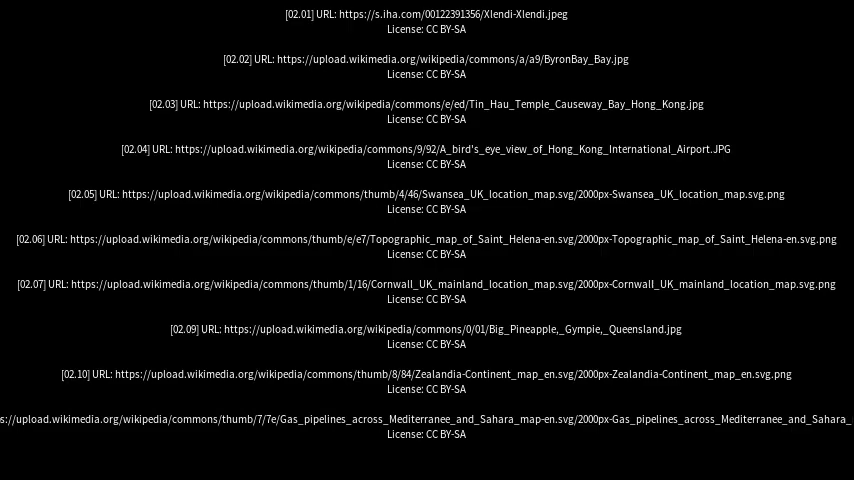 [02.01] URL: https://s.iha.com/00122391356/Xlendi-Xlendi.jpeg
License: CC BY-SA
[02.02] URL: https://upload.wikimedia.org/wikipedia/commons/a/a9/ByronBay_Bay.jpg
License: CC BY-SA
[02.03] URL: https://upload.wikimedia.org/wikipedia/commons/e/ed/Tin_Hau_Temple_Causeway_Bay_Hong_Kong.jpg
License: CC BY-SA
[02.04] URL: https://upload.wikimedia.org/wikipedia/commons/9/92/A_bird's_eye_view_of_Hong_Kong_International_Airport.JPG
License: CC BY-SA
[02.05] URL: https://upload.wikimedia.org/wikipedia/commons/thumb/4/46/Swansea_UK_location_map.svg/2000px-Swansea_UK_location_map.svg.png
License: CC BY-SA
[02.06] URL: https://upload.wikimedia.org/wikipedia/commons/thumb/e/e7/Topographic_map_of_Saint_Helena-en.svg/2000px-Topographic_map_of_Saint_Helena-en.svg.png
License: CC BY-SA
[02.07] URL: https://upload.wikimedia.org/wikipedia/commons/thumb/1/16/Cornwall_UK_mainland_location_map.svg/2000px-Cornwall_UK_mainland_location_map.svg.png
License: CC BY-SA
[02.09] URL: https://upload.wikimedia.org/wikipedia/commons/0/01/Big_Pineapple,_Gympie,_Queensland.jpg
License: CC BY-SA
[02.10] URL: https://upload.wikimedia.org/wikipedia/commons/thumb/8/84/Zealandia-Continent_map_en.svg/2000px-Zealandia-Continent_map_en.svg.png
License: CC BY-SA
s://upload.wikimedia.org/wikipedia/commons/thumb/7/7e/Gas_pipelines_across_Mediterranee_and_Sahara_map-en.svg/2000px-Gas_pipelines_across_Mediterranee_and_Sahara_
License: CC BY-SA